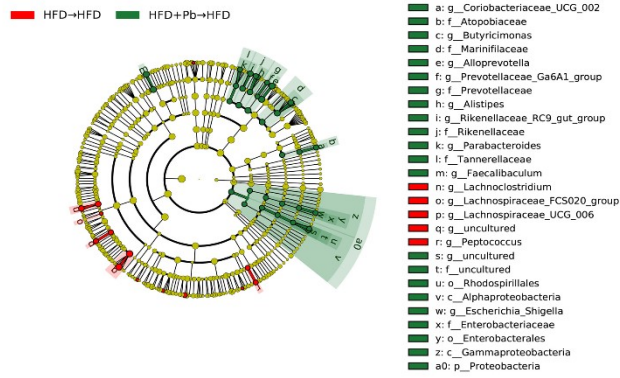 HFD→HFD HFD+Pb→HFD
a: g__Coriobacteriaceae_UCG_002
b: f__Atopobiaceae
c: g__Butyricimonas
d: f__Marinifilaceae
e: g__Alloprevotella
f: g__Prevotellaceae_Ga6A1_group
g: f__Prevotellaceae
h: g__Alistipes
i: g__Rikenellaceae_RC9_gut_group
j: f__Rikenellaceae
k: g__Parabacteroides
l: f__Tannerellaceae
m: g__Faecalibaculum
n: g__Lachnoclostridium
o: g__Lachnospiraceae_FCS020_group
p: g__Lachnospiraceae_UCG_006
q: g__uncultured
r: g__Peptococcus
s: g__uncultured
t: f__uncultured
u: o__Rhodospirillales
v: c__Alphaproteobacteria
w: g__Escherichia_Shigella
x: f__Enterobacteriaceae
y: o__Enterobacterales
z: c__Gammaproteobacteria
a0: p__Proteobacteria
b
x
y
z
a0
s
t
u
v